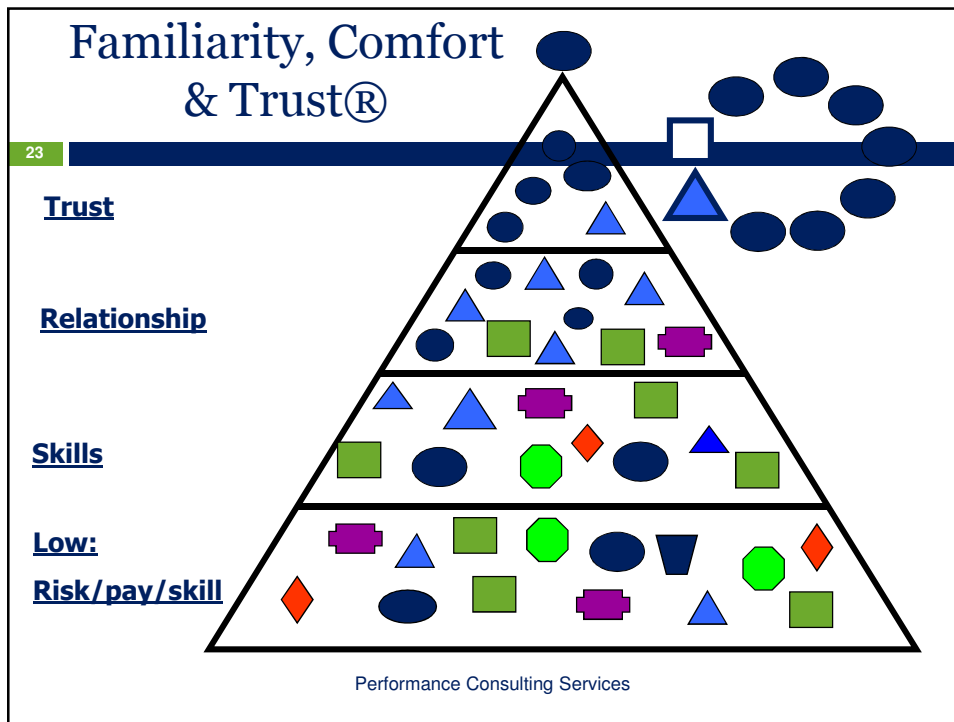 Familiarity, Comfort
& Trust®
23
Trust
Relationship
Skills
Low:
Risk/pay/skill
Performance Consulting Services